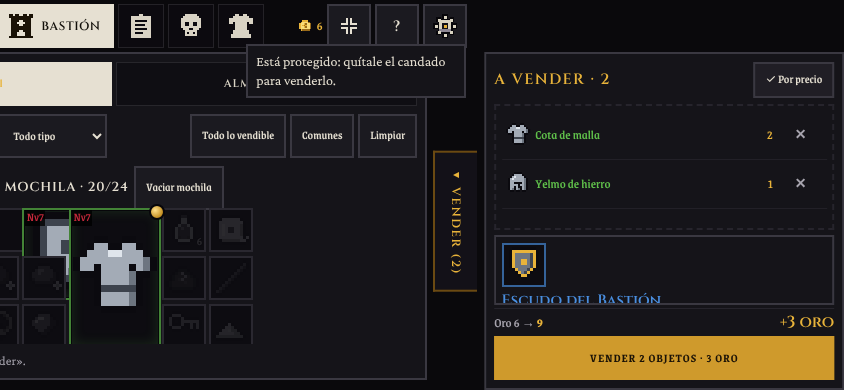 BASTIÓN
6
?
Está protegido: quítale el candado
para venderlo.
Todo tipo
Todo lo vendible
Comunes
Limpiar
MOCHILA · 20/24
Vaciar mochila
Nv7
Nv7
6
◄ VENDER (2)
A VENDER · 2
✓ Por precio
Cota de malla
2
✕
Yelmo de hierro
1
✕
ESCUDO DEL BASTIÓN
Oro 6 → 9
+3 ORO
VENDER 2 OBJETOS · 3 ORO